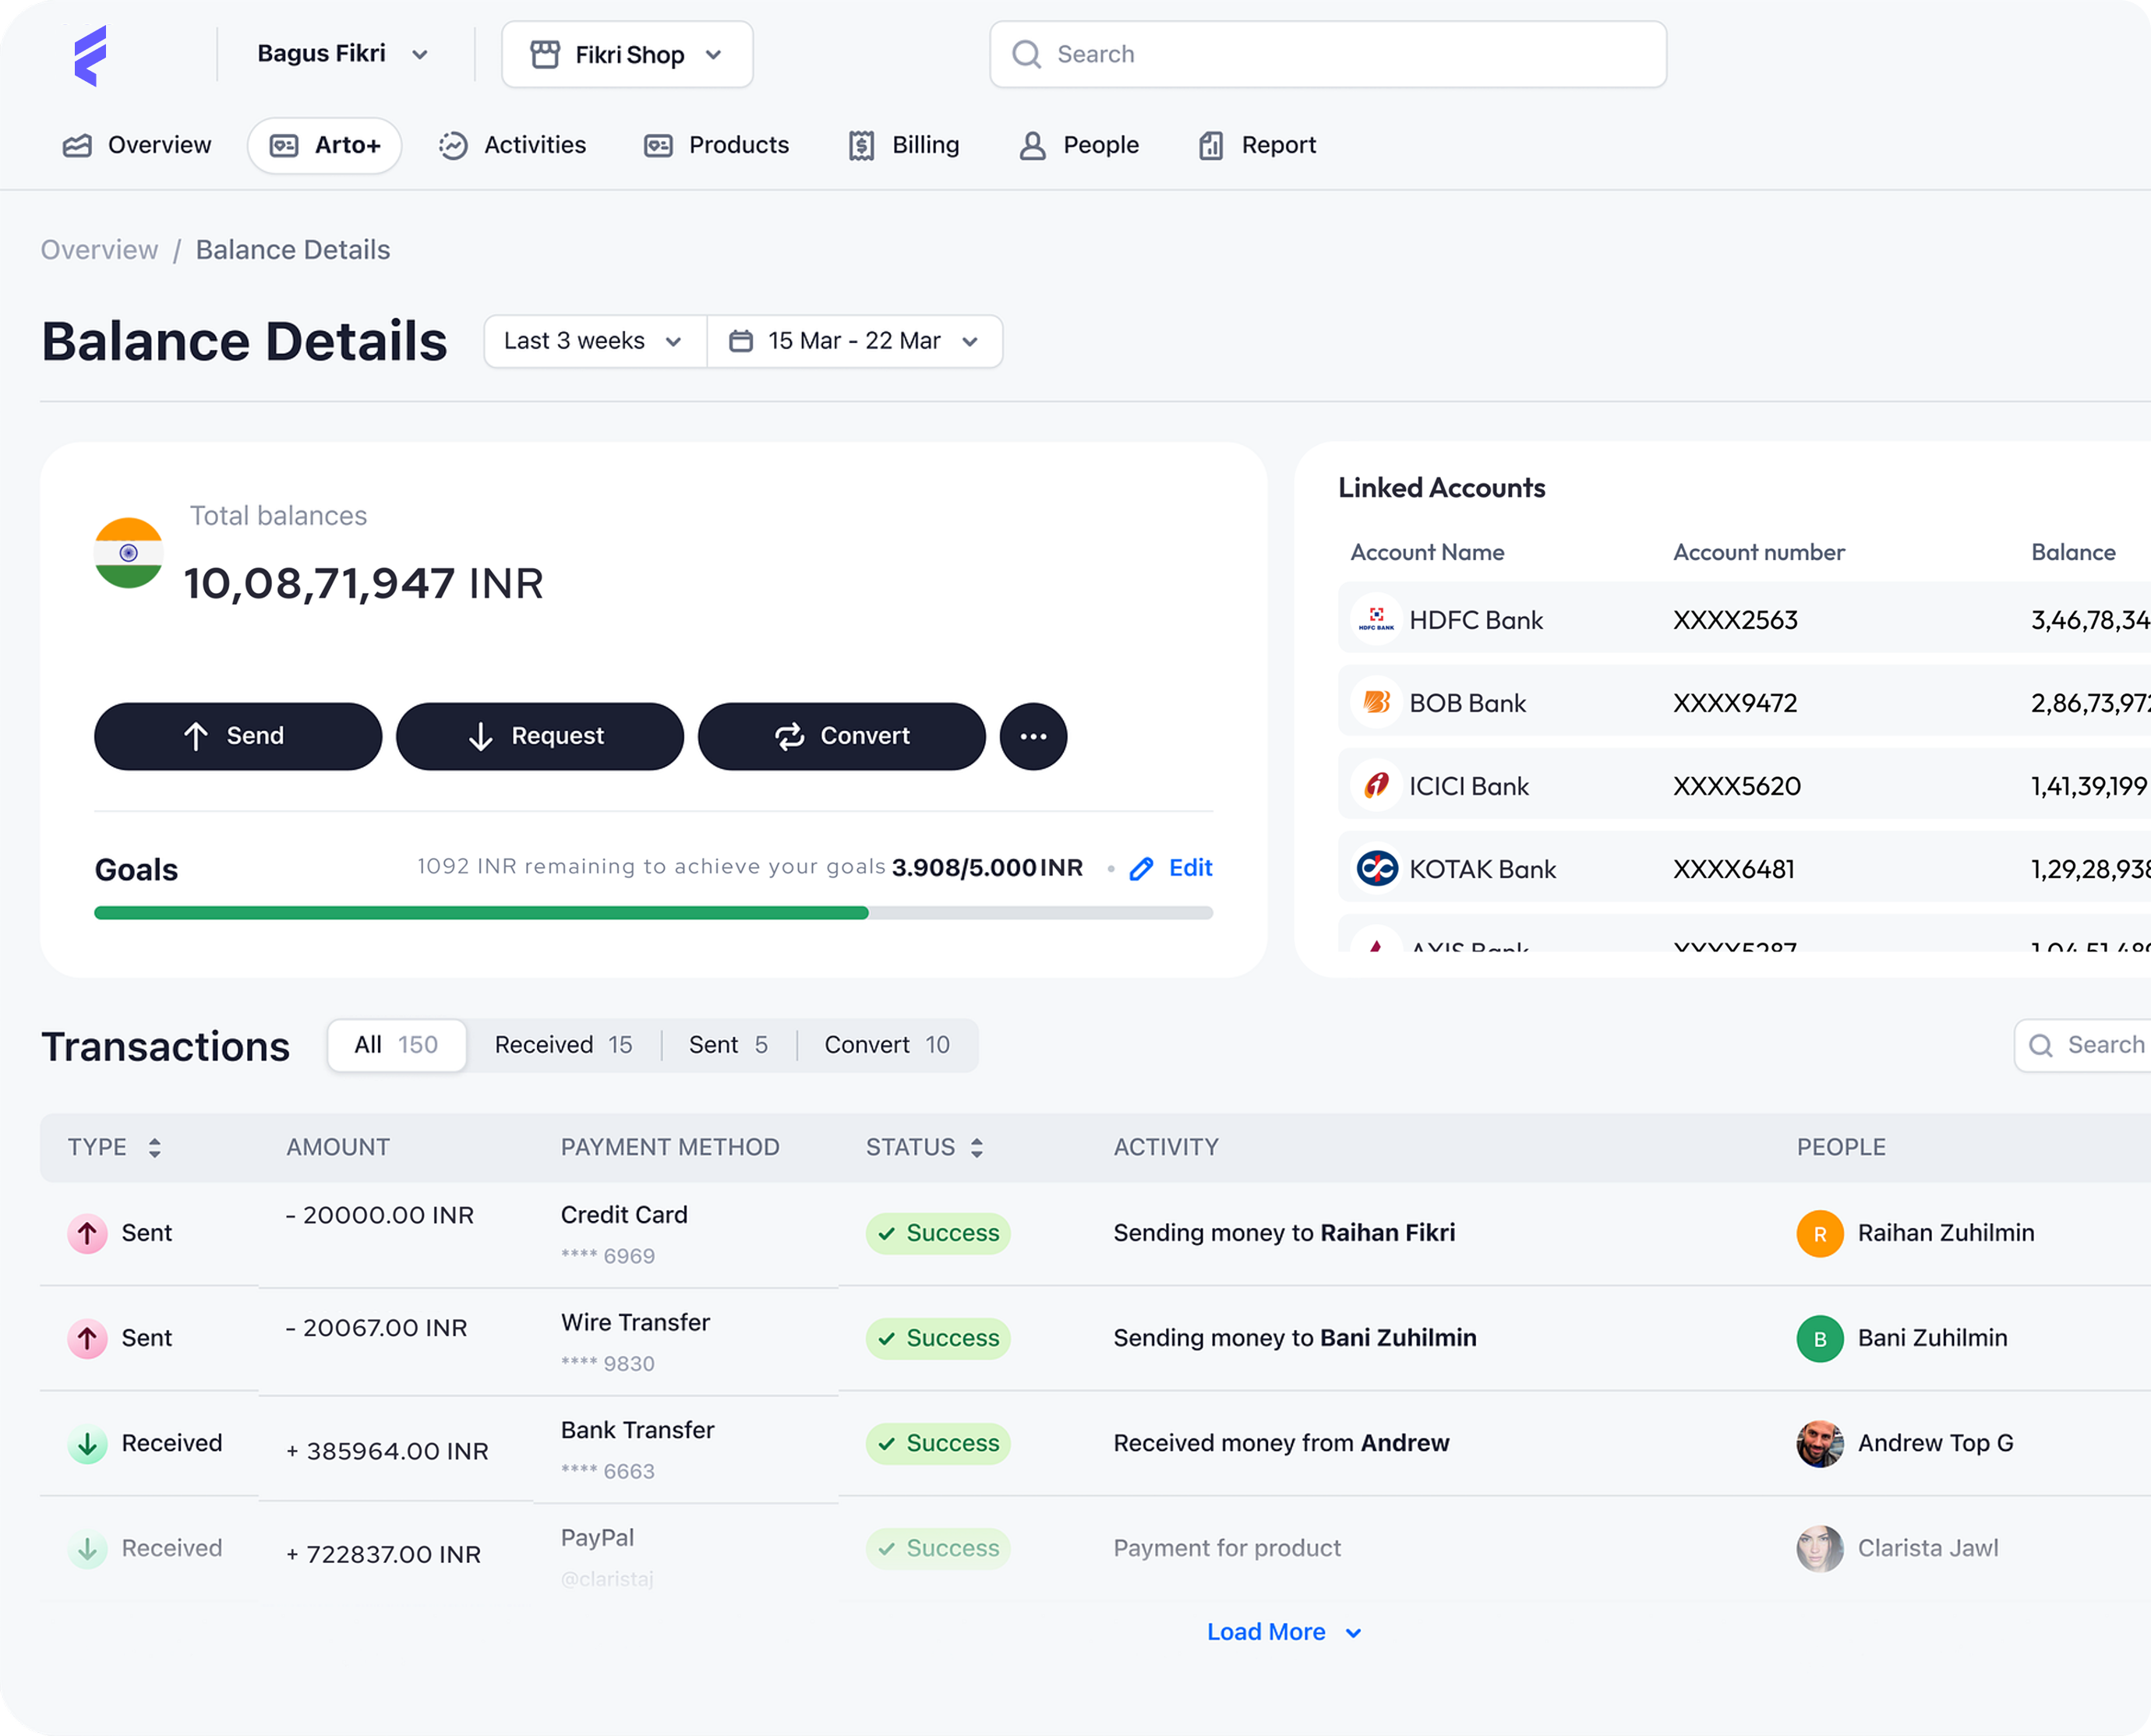 Bagus Fikri
Fikri Shop
Search
Overview
Arto+
Activities
Products
Billing
People
Report
Overview / Balance Details
Balance Details
Last 3 weeks
15 Mar - 22 Mar
Total balances
10,08,71,947 INR
Send
Request
Convert
Goals
1092 INR remaining to achieve your goals 3.908/5.000 INR • Edit
Linked Accounts
Account Name Account number Balance
HDFC BANK HDFC Bank XXXX2563 3,46,78,34
BOB Bank XXXX9472 2,86,73,972
ICICI Bank XXXX5620 1,41,39,199
KOTAK Bank XXXX6481 1,29,28,938
AXIS Bank XXXX5287
Transactions
All 150
Received 15
Sent 5
Convert 10
Search
TYPE AMOUNT PAYMENT METHOD STATUS ACTIVITY PEOPLE
Sent - 20000.00 INR Credit Card Success Sending money to Raihan Fikri R Raihan Zuhilmin
**** 6969
Sent - 20067.00 INR Wire Transfer Success Sending money to Bani Zuhilmin B Bani Zuhilmin
**** 9830
Received + 385964.00 INR Bank Transfer Success Received money from Andrew Andrew Top G
**** 6663
Received + 722837.00 INR PayPal Success Payment for product Clarista Jawl
@claristaj
Load More